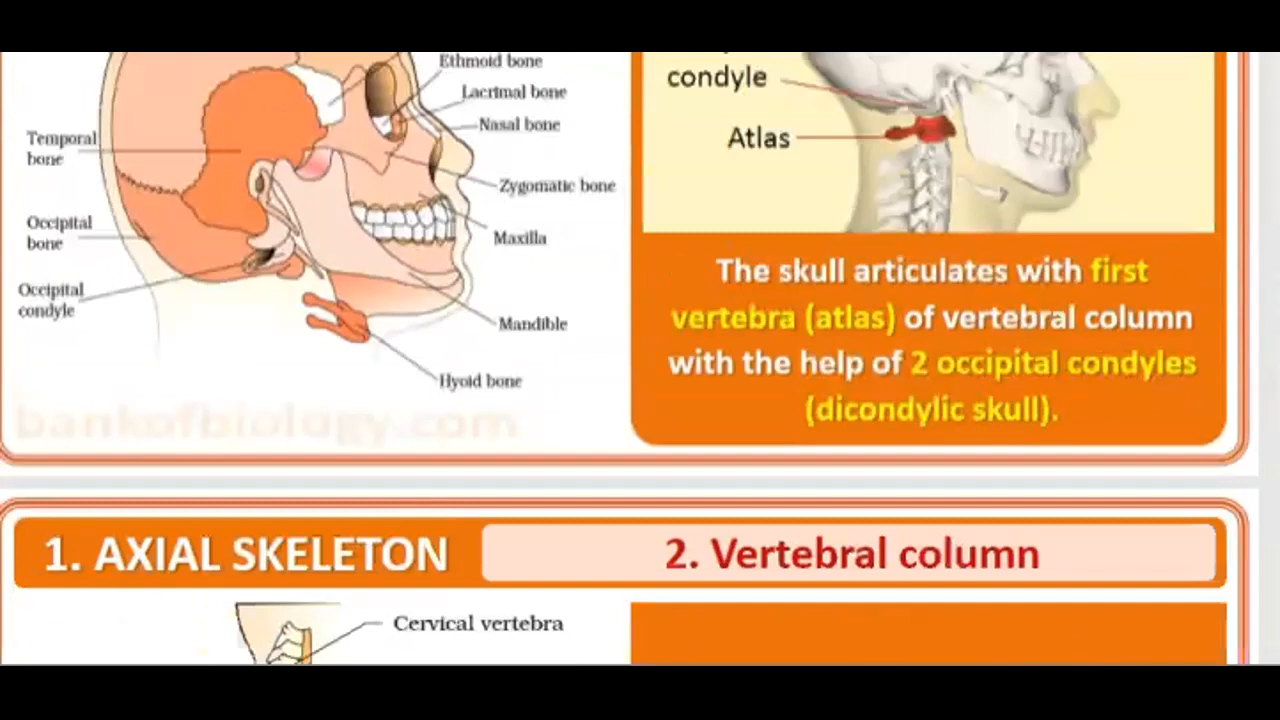 Ethmoid bone
Lacrimal bone
Nasal bone
Temporal
bone
Zygomatic bone
Occipital
bone
Maxilla
Occipital
condyle
Mandible
Hyoid bone
bankofbiology.com
condyle
Atlas
The skull articulates with first
vertebra (atlas) of vertebral column
with the help of 2 occipital condyles
(dicondylic skull).
1. AXIAL SKELETON
2. Vertebral column
Cervical vertebra